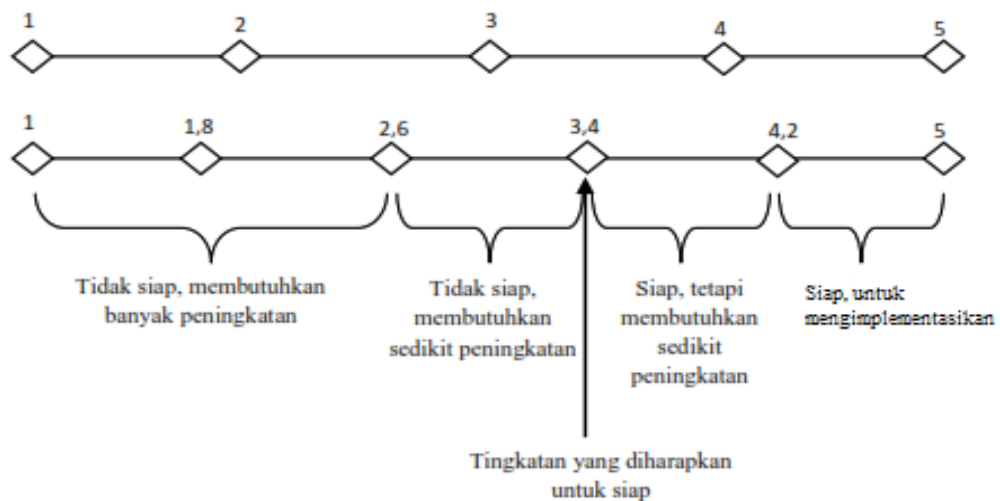 1 2 3 4 5
1 1,8 2,6 3,4 4,2 5
Tidak siap, membutuhkan
banyak peningkatan
Tidak siap,
membutuhkan
sedikit peningkatan
Siap, tetapi
membutuhkan
sedikit
peningkatan
Siap, untuk
mengimplementasikan
Tingkatan yang diharapkan
untuk siap